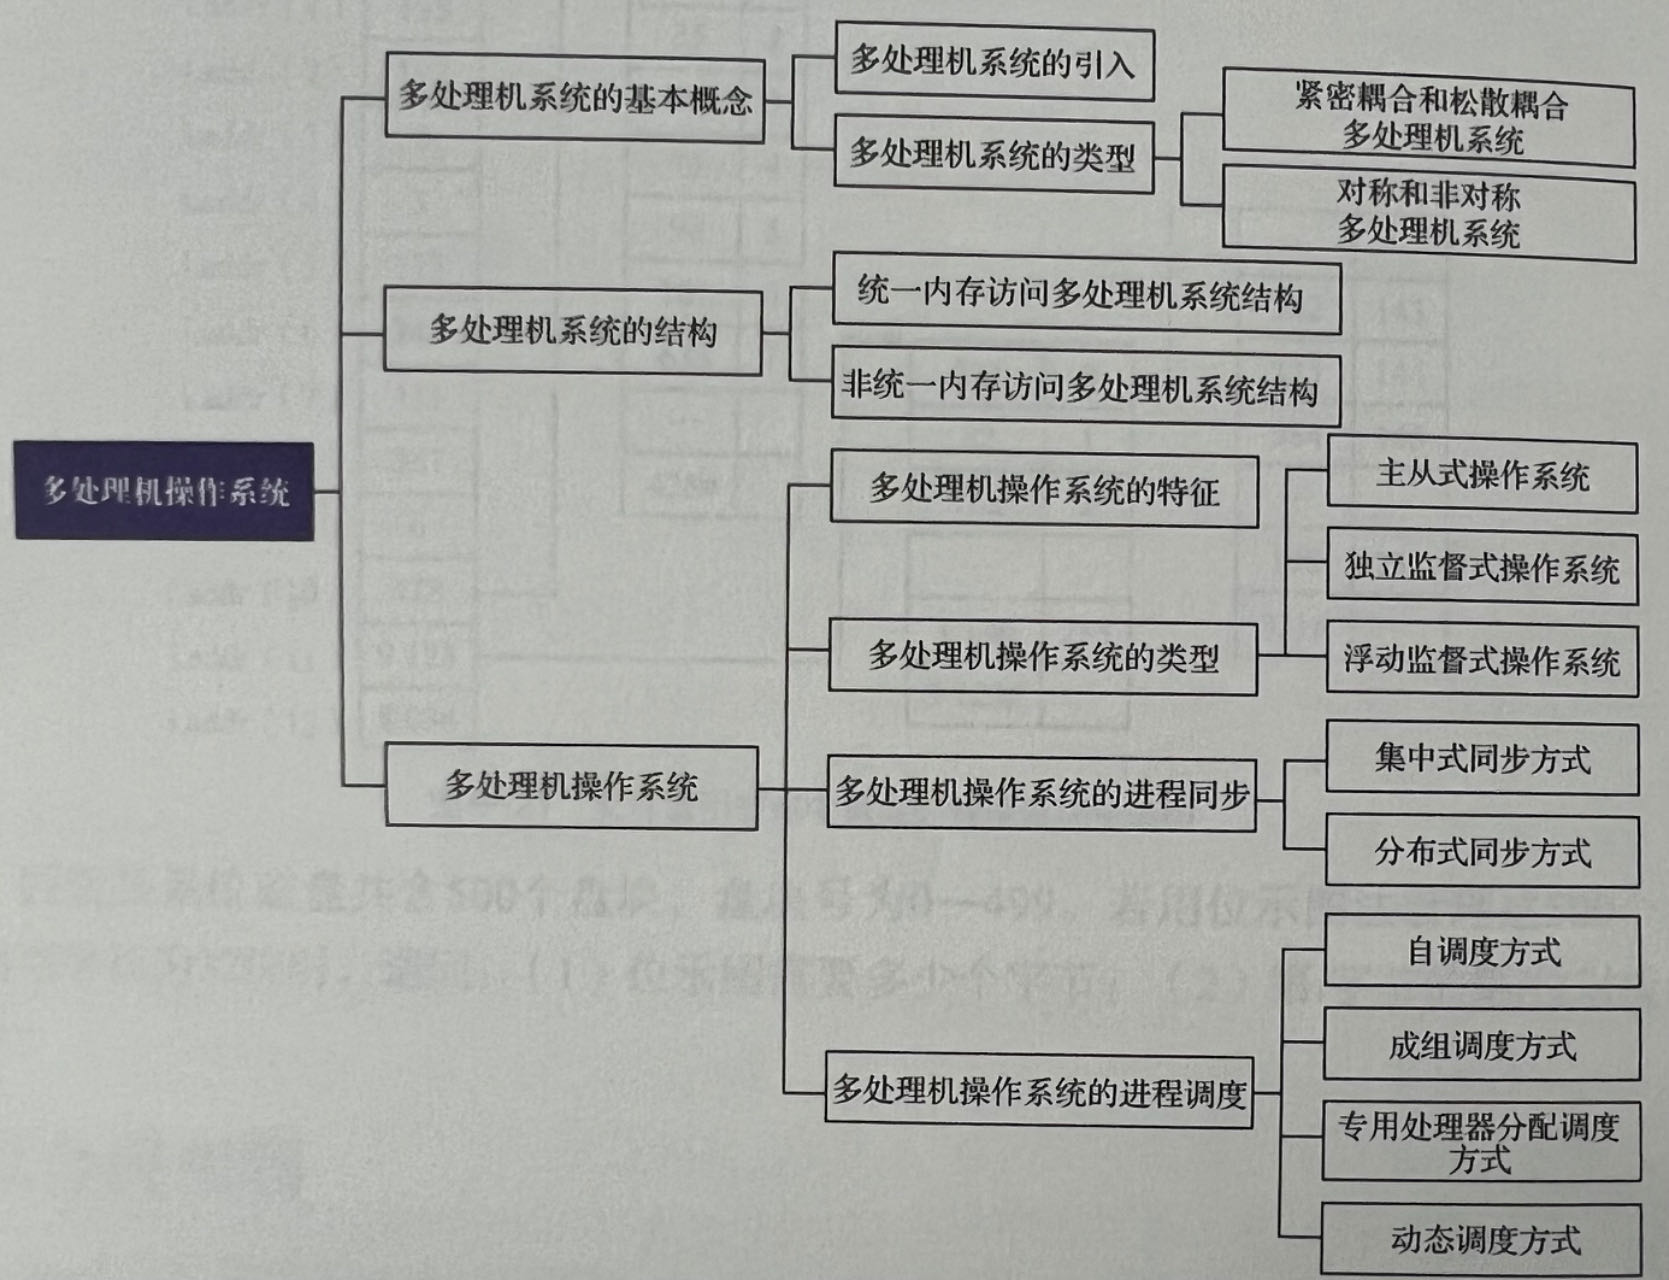 多处理机操作系统
多处理机系统的基本概念
多处理机系统的引入
多处理机系统的类型
紧密耦合和松散耦合
多处理机系统
对称和非对称
多处理机系统
多处理机系统的结构
统一内存访问多处理机系统结构
非统一内存访问多处理机系统结构
多处理机操作系统
多处理机操作系统的特征
多处理机操作系统的类型
主从式操作系统
独立监督式操作系统
浮动监督式操作系统
多处理机操作系统的进程同步
集中式同步方式
分布式同步方式
多处理机操作系统的进程调度
自调度方式
成组调度方式
专用处理器分配调度
方式
动态调度方式